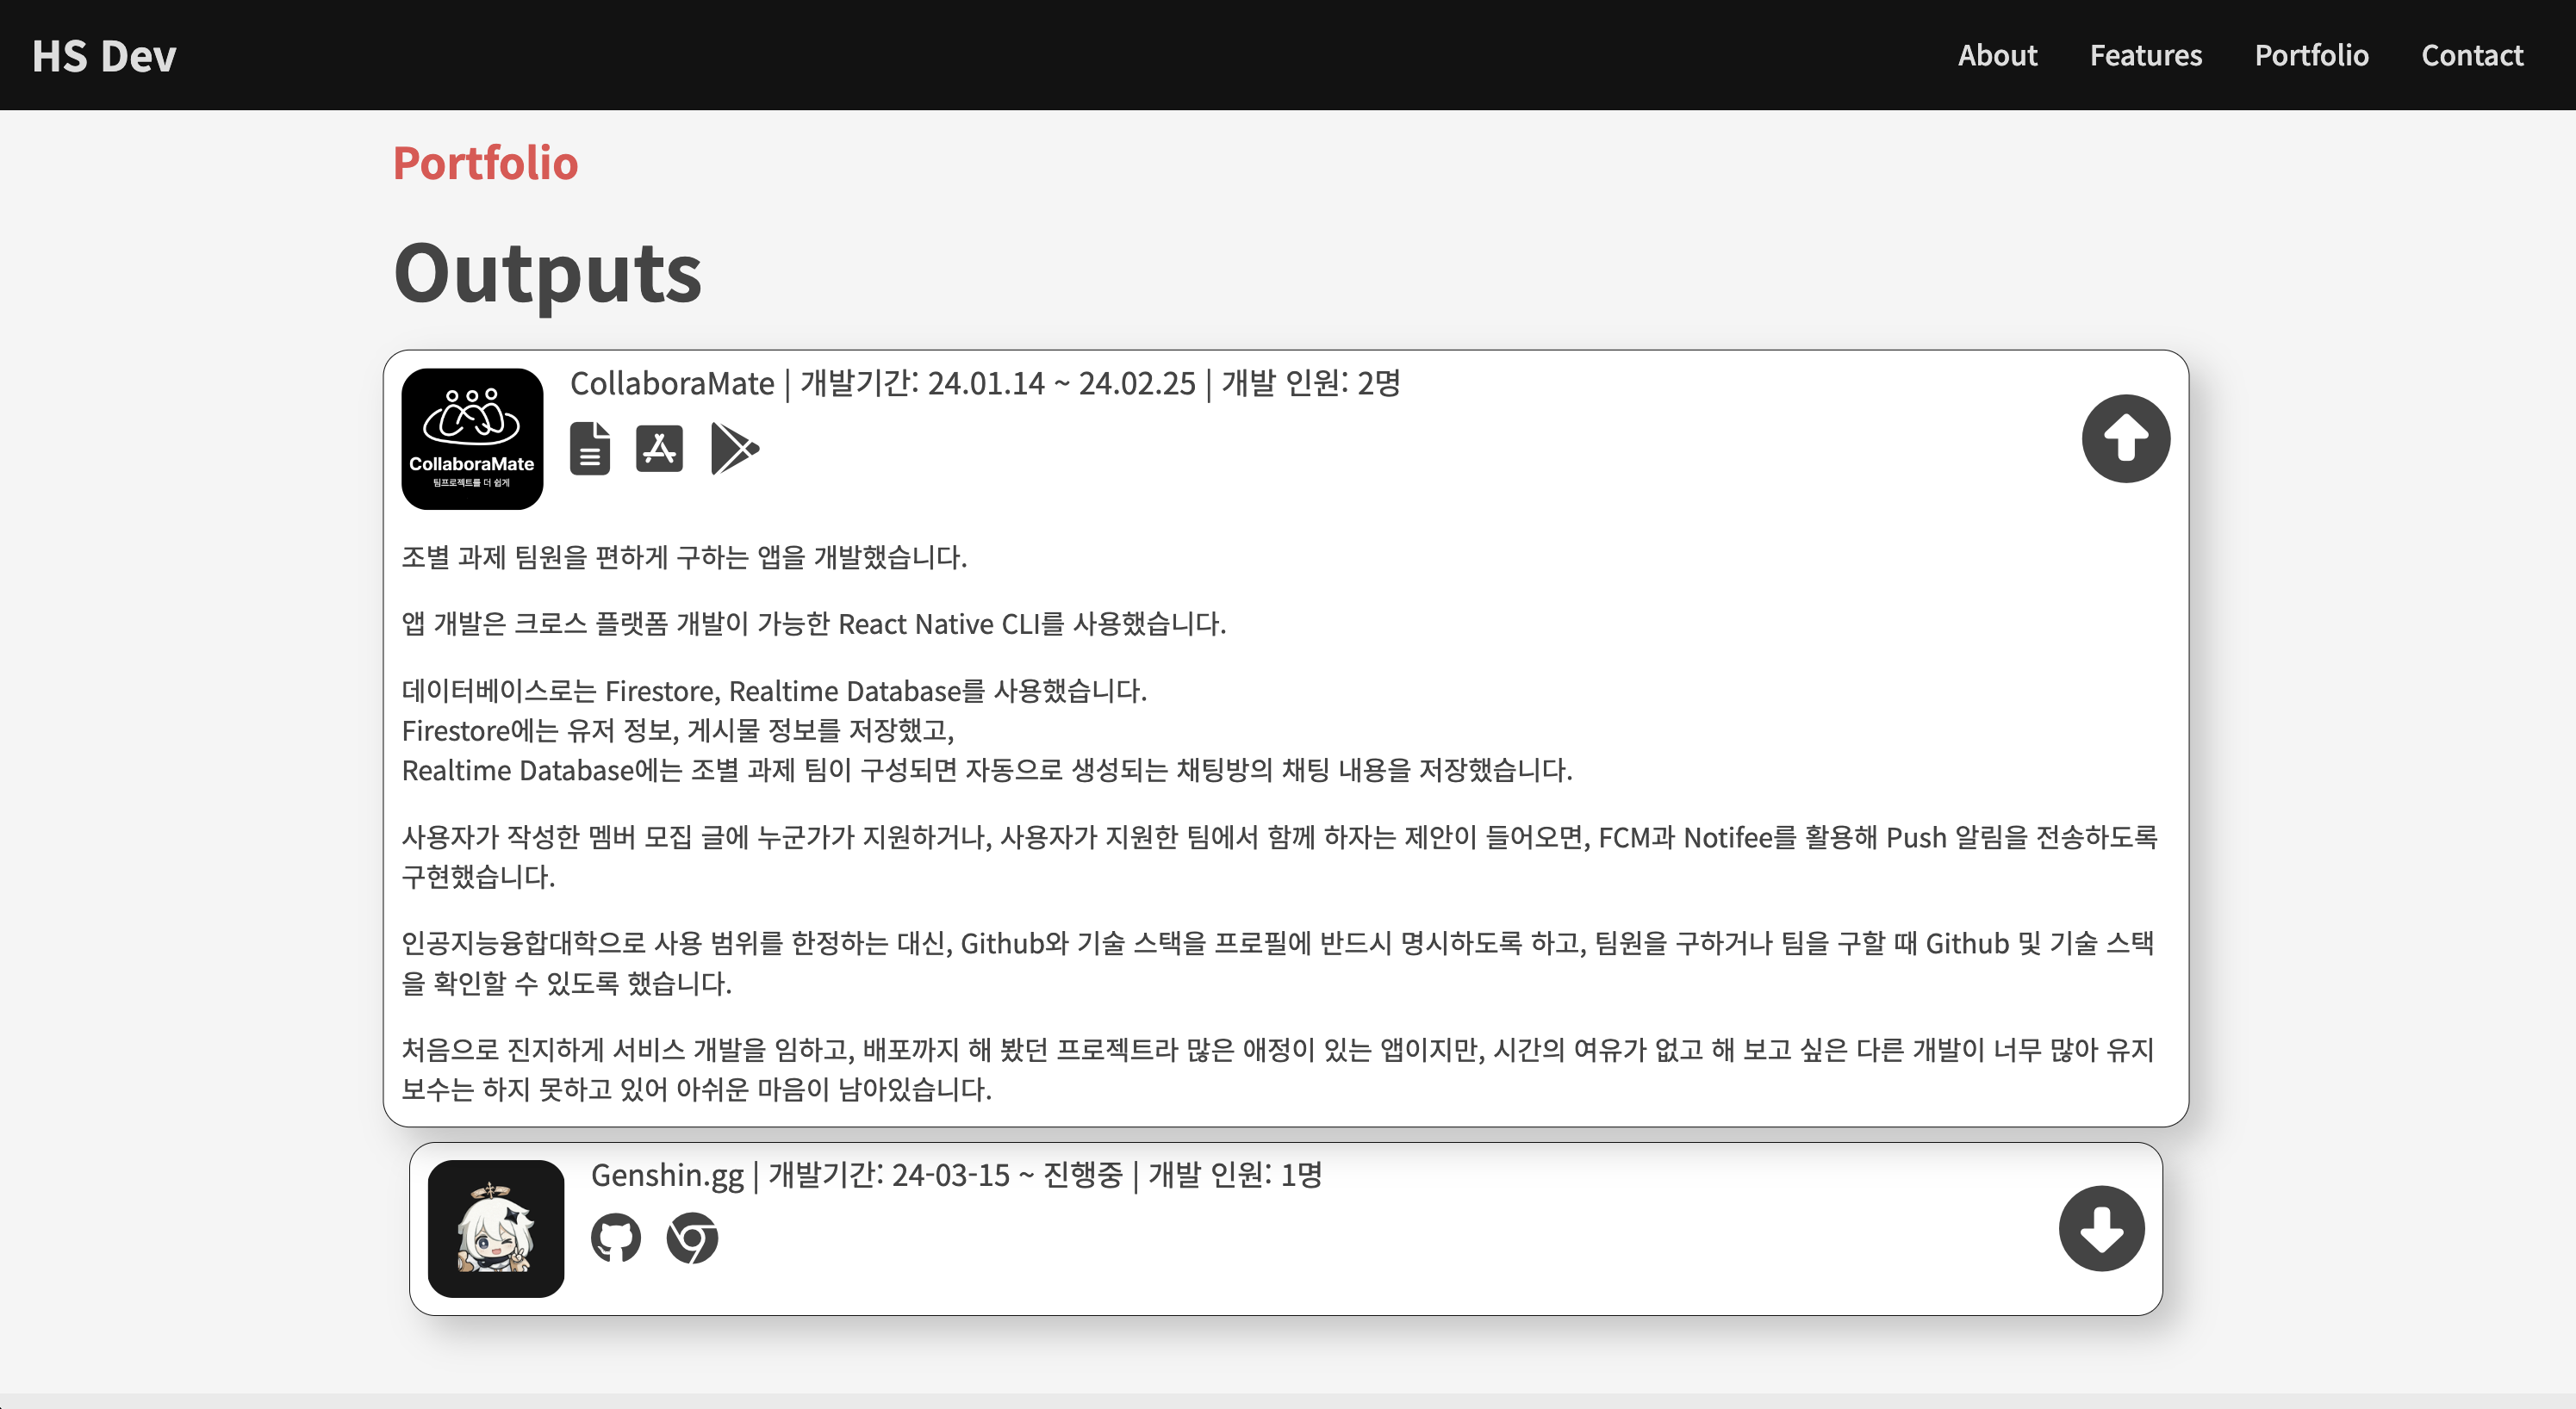 HS Dev
About Features Portfolio Contact
Portfolio
Outputs
CollaboraMate | 개발기간: 24.01.14 ~ 24.02.25 | 개발 인원: 2명
CollaboraMate
팀프로젝트를 더 쉽게
조별 과제 팀원을 편하게 구하는 앱을 개발했습니다.
앱 개발은 크로스 플랫폼 개발이 가능한 React Native CLI를 사용했습니다.
데이터베이스로는 Firestore, Realtime Database를 사용했습니다.
Firestore에는 유저 정보, 게시물 정보를 저장했고,
Realtime Database에는 조별 과제 팀이 구성되면 자동으로 생성되는 채팅방의 채팅 내용을 저장했습니다.
사용자가 작성한 멤버 모집 글에 누군가가 지원하거나, 사용자가 지원한 팀에서 함께 하자는 제안이 들어오면, FCM과 Notifee를 활용해 Push 알림을 전송하도록
구현했습니다.
인공지능융합대학으로 사용 범위를 한정하는 대신, Github와 기술 스택을 프로필에 반드시 명시하도록 하고, 팀원을 구하거나 팀을 구할 때 Github 및 기술 스택
을 확인할 수 있도록 했습니다.
처음으로 진지하게 서비스 개발을 임하고, 배포까지 해 봤던 프로젝트라 많은 애정이 있는 앱이지만, 시간의 여유가 없고 해 보고 싶은 다른 개발이 너무 많아 유지
보수는 하지 못하고 있어 아쉬운 마음이 남아있습니다.
Genshin.gg | 개발기간: 24-03-15 ~ 진행중 | 개발 인원: 1명